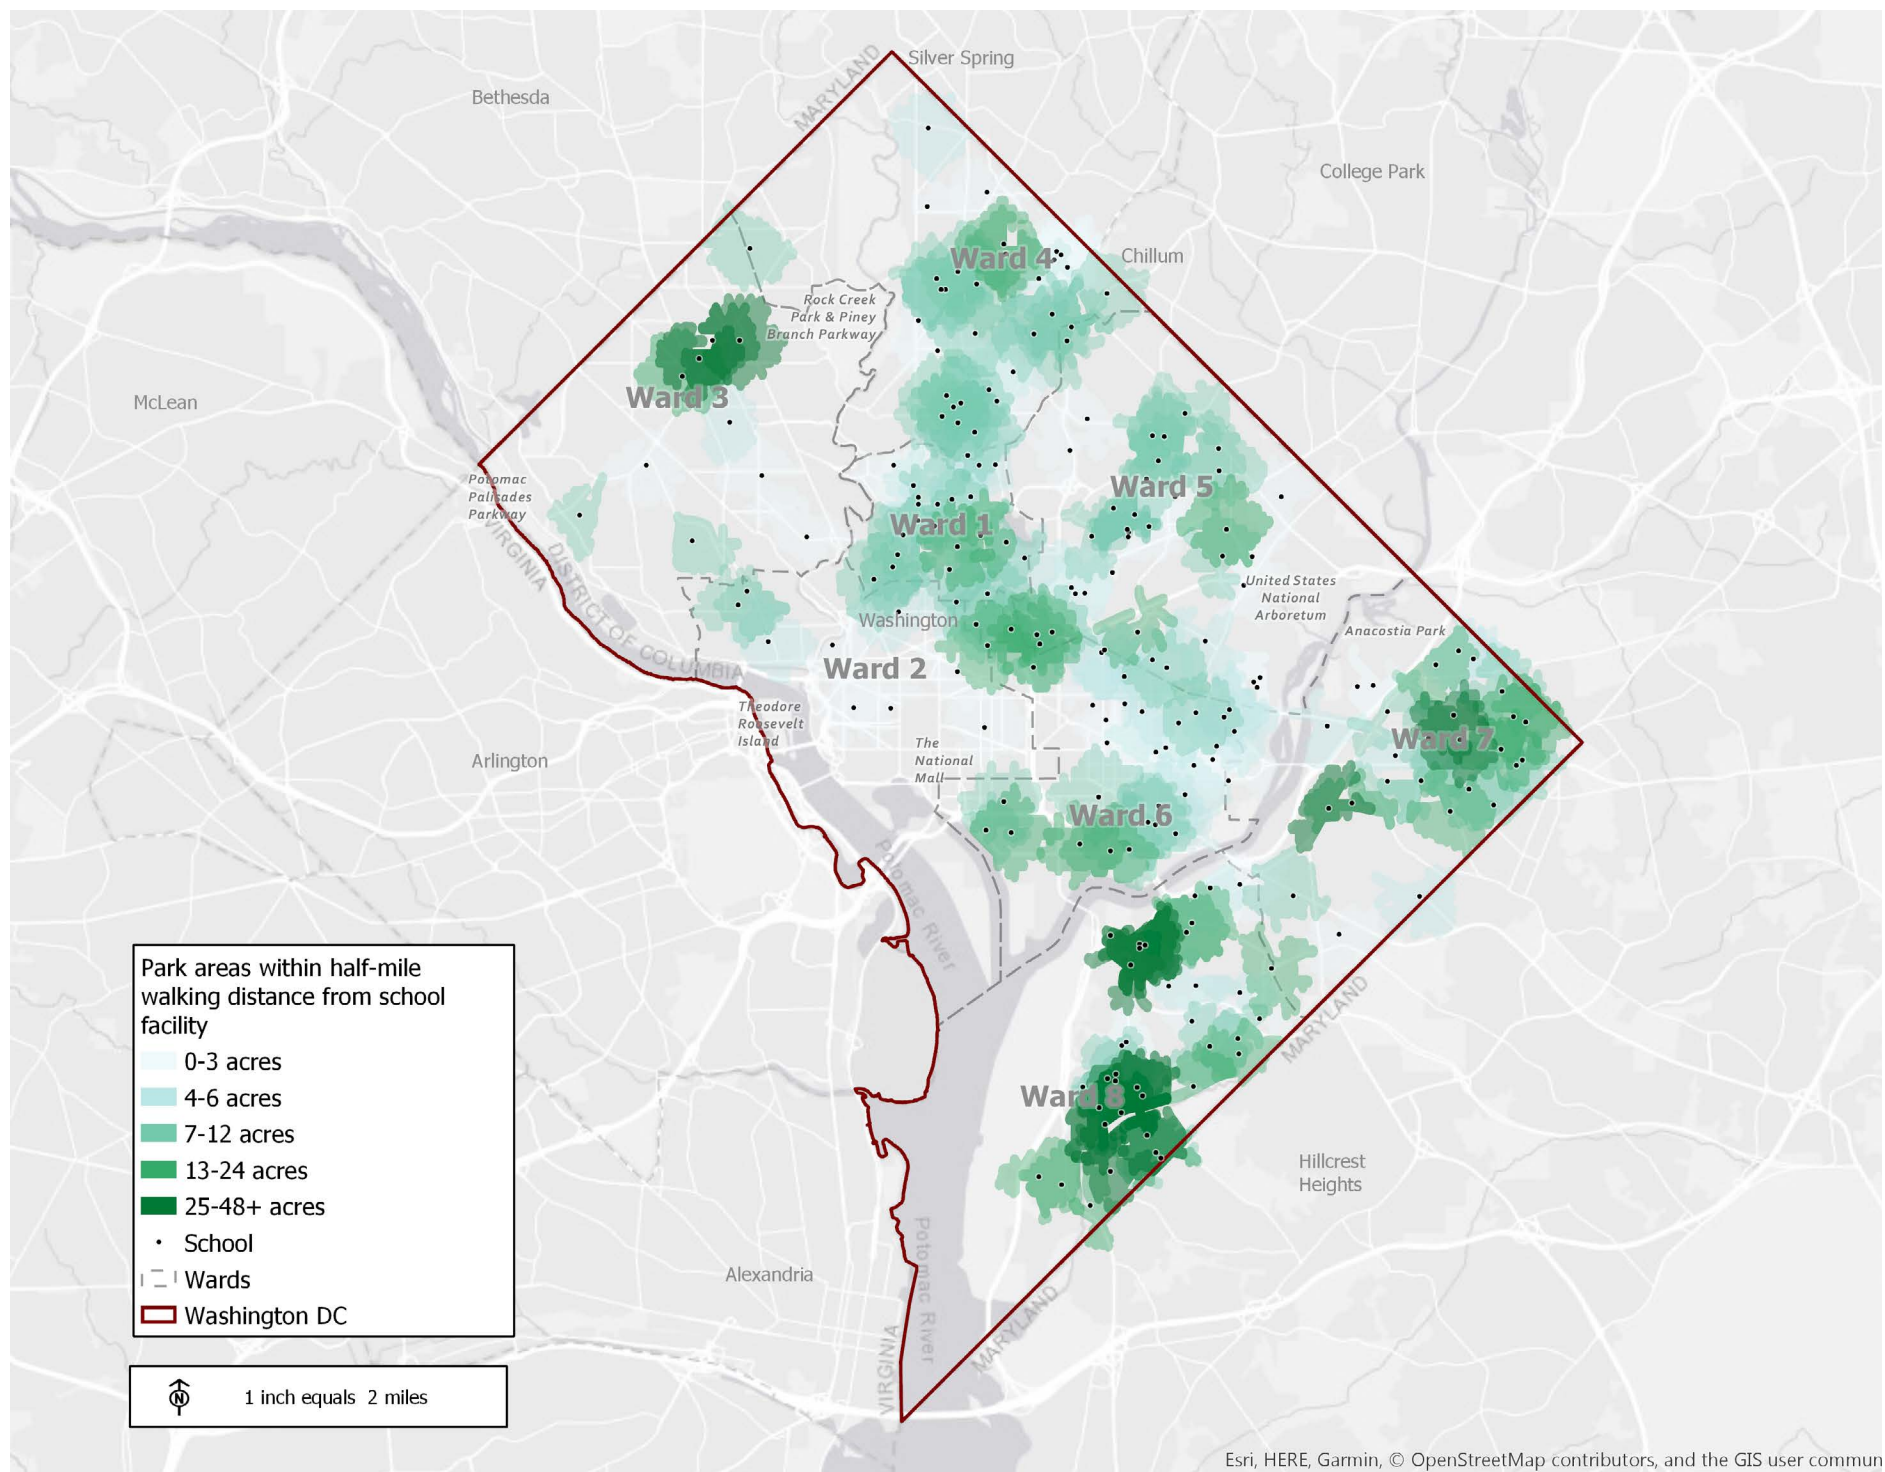 Silver Spring
MARYLAND
Bethesda
College Park
Ward 4
Chillum
Rock Creek
Park & Piney
Branch Parkway
McLean
Ward 3
Potomac
Palisades
Parkway
VIRGINIA
DISTRICT OF COLUMBIA
Ward 5
Ward 1
United States
National
Arboretum
Washington
Anacostia Park
Ward 2
Theodore
Roosevelt
Island
The
National
Mall
Ward 7
Arlington
Ward 6
Potomac River
MARYLAND
Ward 8
Hillcrest
Heights
Alexandria
Potomac River
VIRGINIA
MARYLAND
Park areas within half-mile
walking distance from school
facility
0-3 acres
4-6 acres
7-12 acres
13-24 acres
25-48+ acres
School
Wards
Washington DC
N
1 inch equals 2 miles
Esri, HERE, Garmin, © OpenStreetMap contributors, and the GIS user commun